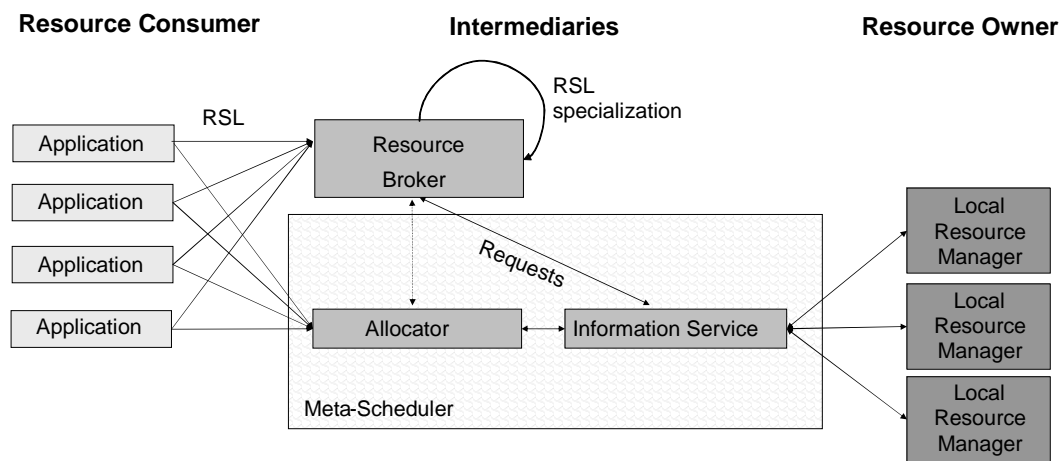 Resource Consumer
Intermediaries
Resource Owner
RSL
specialization
RSL
Application
Application
Application
Application
Resource
Broker
Requests
Allocator
Information Service
Meta-Scheduler
Local
Resource
Manager
Local
Resource
Manager
Local
Resource
Manager